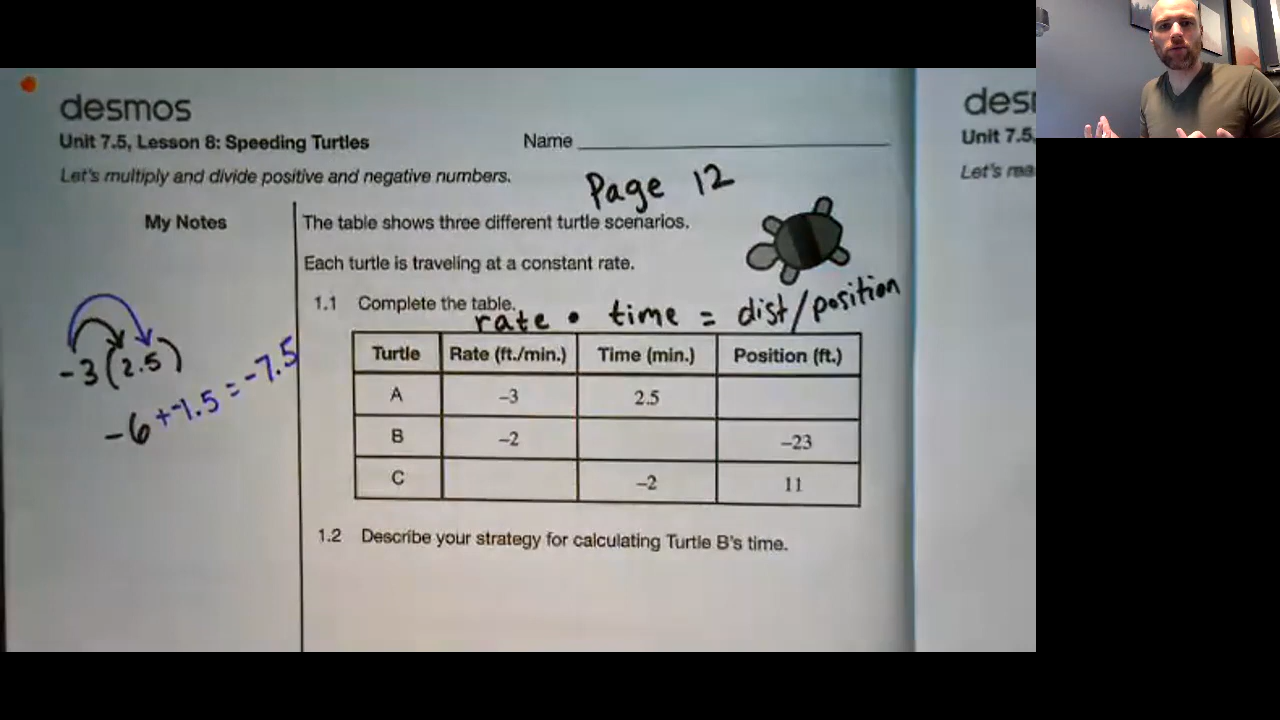 desmos
Unit 7.5, Lesson 8: Speeding Turtles
Name
Let's multiply and divide positive and negative numbers.
Page 12
My Notes
The table shows three different turtle scenarios.
Each turtle is traveling at a constant rate.
1.1 Complete the table.
rate • time = dist/position
Turtle Rate (ft./min.) Time (min.) Position (ft.)
A -3 2.5
B -2 -23
C -2 11
-3(2.5)
-6 + -1.5 = -7.5
1.2 Describe your strategy for calculating Turtle B's time.
Unit 7.5,